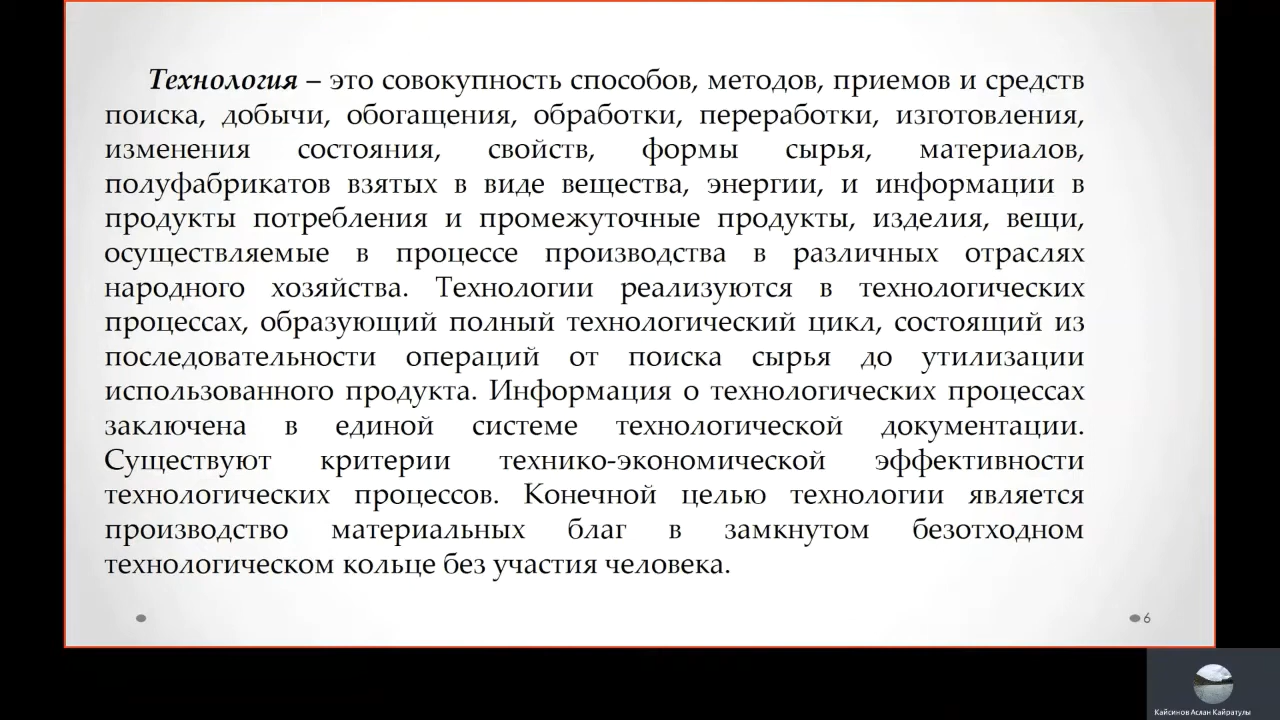 Технология – это совокупность способов, методов, приемов и средств
поиска, добычи, обогащения, обработки, переработки, изготовления,
изменения состояния, свойств, формы сырья, материалов,
полуфабрикатов взятых в виде вещества, энергии, и информации в
продукты потребления и промежуточные продукты, изделия, вещи,
осуществляемые в процессе производства в различных отраслях
народного хозяйства. Технологии реализуются в технологических
процессах, образующий полный технологический цикл, состоящий из
последовательности операций от поиска сырья до утилизации
использованного продукта. Информация о технологических процессах
заключена в единой системе технологической документации.
Существуют критерии технико-экономической эффективности
технологических процессов. Конечной целью технологии является
производство материальных благ в замкнутом безотходном
технологическом кольце без участия человека.
6
Кайсинов Аслан Кайратулы